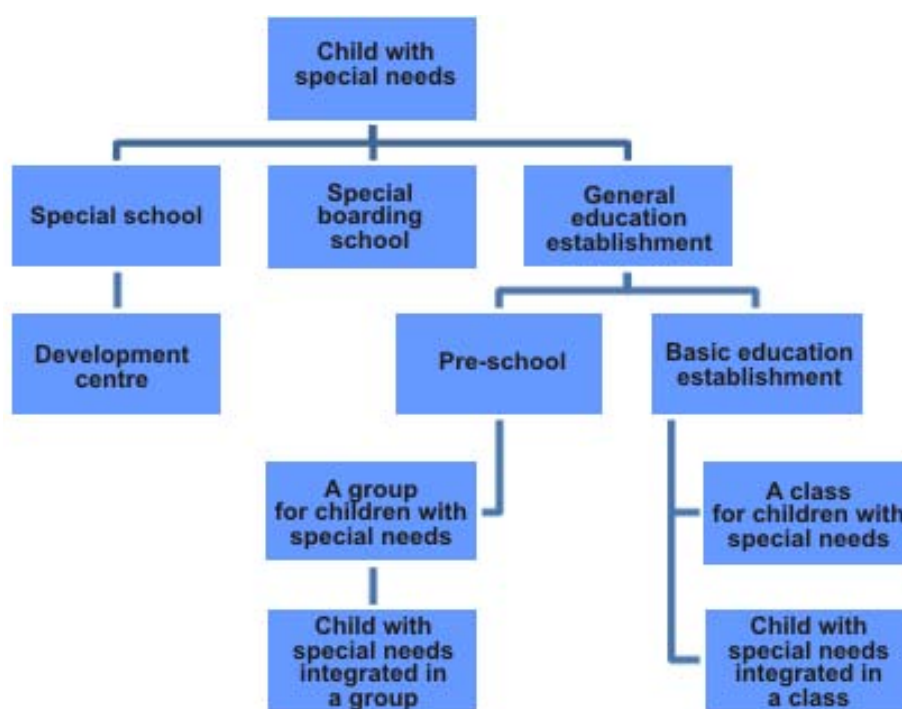 Child with
special needs
Special school
Special
boarding
school
General
education
establishment
Development
centre
Pre-school
Basic education
establishment
A group
for children with
special needs
A class
for children with
special needs
Child with
special needs
integrated in
a group
Child with
special needs
integrated in
a class